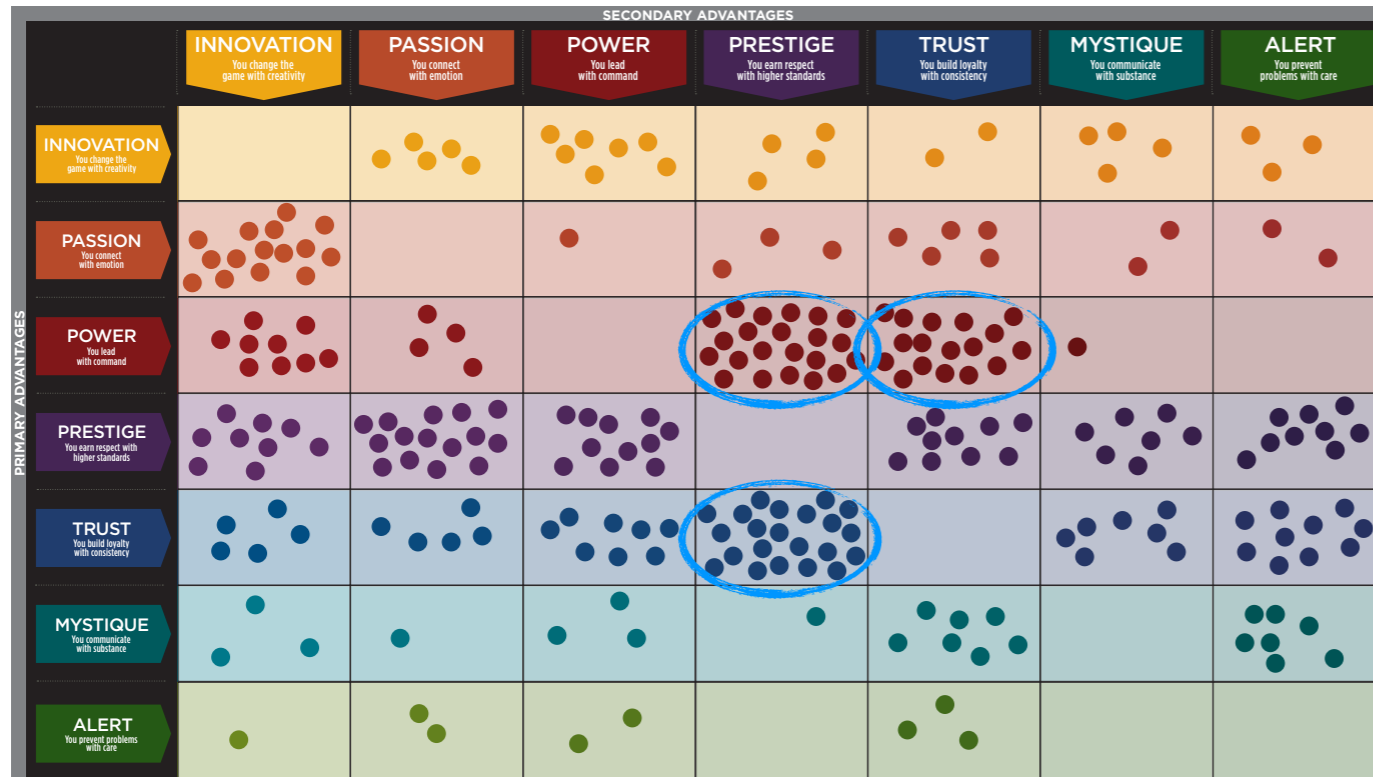 SECONDARY ADVANTAGES
INNOVATION
You change the
game with creativity
PASSION
You connect
with emotion
POWER
You lead
with command
PRESTIGE
You earn respect
with higher standards
TRUST
You build loyalty
with consistency
MYSTIQUE
You communicate
with substance
ALERT
You prevent
problems with care
PRIMARY ADVANTAGES
INNOVATION
You change the
game with creativity
PASSION
You connect
with emotion
POWER
You lead
with command
PRESTIGE
You earn respect with
higher standards
TRUST
You build loyalty
with consistency
MYSTIQUE
You communicate
with substance
ALERT
You prevent problems
with care